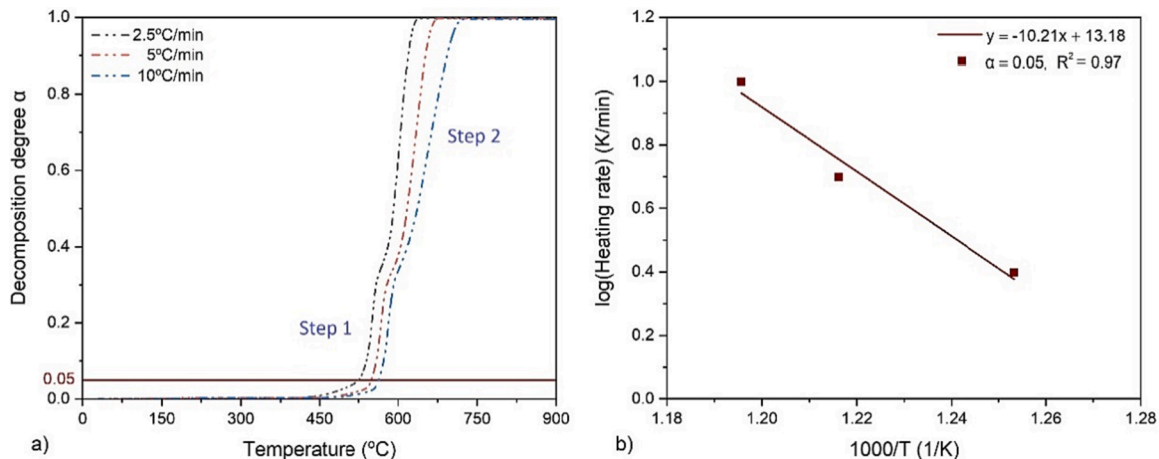 1.0
0.8
0.6
0.4
0.2
0.05
0.0
Decomposition degree α
2.5ºC/min
5ºC/min
10ºC/min
Step 1
Step 2
0 150 300 450 600 750 900
Temperature (ºC)
a)
1.2
1.0
0.8
0.6
0.4
0.2
0.0
log(Heating rate) (K/min)
y = -10.21x + 13.18
α = 0.05, R² = 0.97
1.18 1.20 1.22 1.24 1.26 1.28
1000/T (1/K)
b)